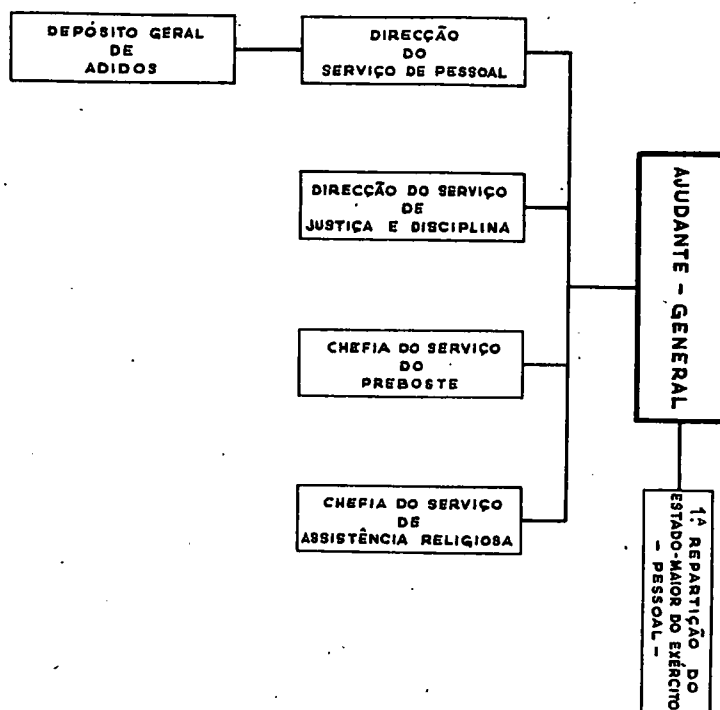 DEPÓSITO GERAL
DE
ADIDOS
DIRECÇÃO
DO
SERVIÇO DE PESSOAL
DIRECÇÃO DO SERVIÇO
DE
JUSTIÇA E DISCIPLINA
CHEFIA DO SERVIÇO
DO
PREBOSTE
CHEFIA DO SERVIÇO
DE
ASSISTÊNCIA RELIGIOSA
AJUDANTE - GENERAL
1.ª REPARTIÇÃO DO
ESTADO-MAIOR DO EXÉRCITO
- PESSOAL -